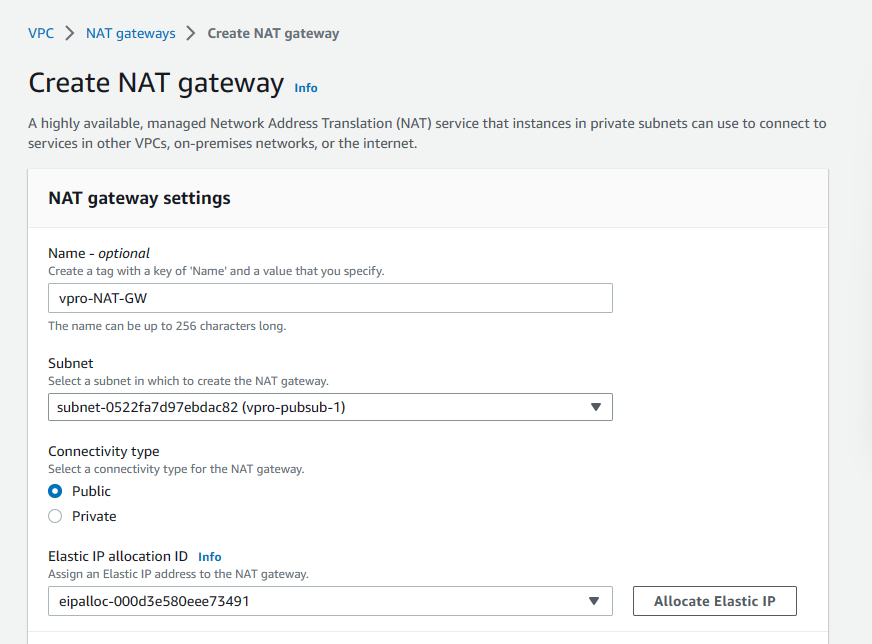 VPC > NAT gateways > Create NAT gateway
Create NAT gateway Info
A highly available, managed Network Address Translation (NAT) service that instances in private subnets can use to connect to
services in other VPCs, on-premises networks, or the internet.
NAT gateway settings
Name - optional
Create a tag with a key of 'Name' and a value that you specify.
vpro-NAT-GW
The name can be up to 256 characters long.
Subnet
Select a subnet in which to create the NAT gateway.
subnet-0522fa7d97ebdac82 (vpro-pubsub-1)
Connectivity type
Select a connectivity type for the NAT gateway.
Public
Private
Elastic IP allocation ID Info
Assign an Elastic IP address to the NAT gateway.
eipalloc-000d3e580eee73491
Allocate Elastic IP